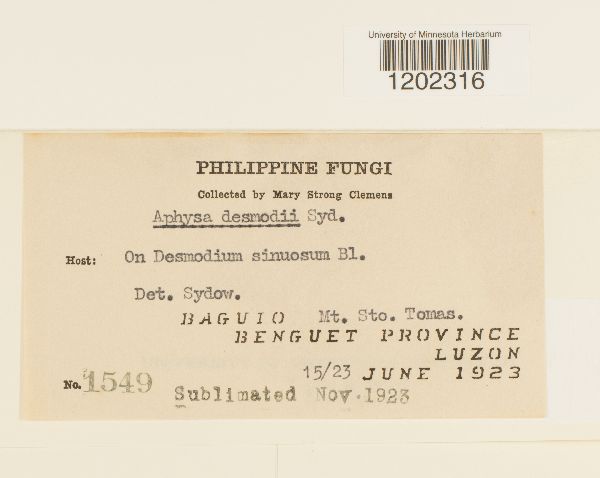 University of Minnesota Herbarium
1202316
PHILIPPINE FUNGI
Collected by Mary Strong Clemens
Aphysa desmodii Syd.
Host: On Desmodium sinuosum Bl.
Det. Sydow.
BAGUIO Mt. Sto. Tomas.
BENGUET PROVINCE
LUZON
15/23 JUNE 1923
No. 1549
Sublimated Nov. 1923